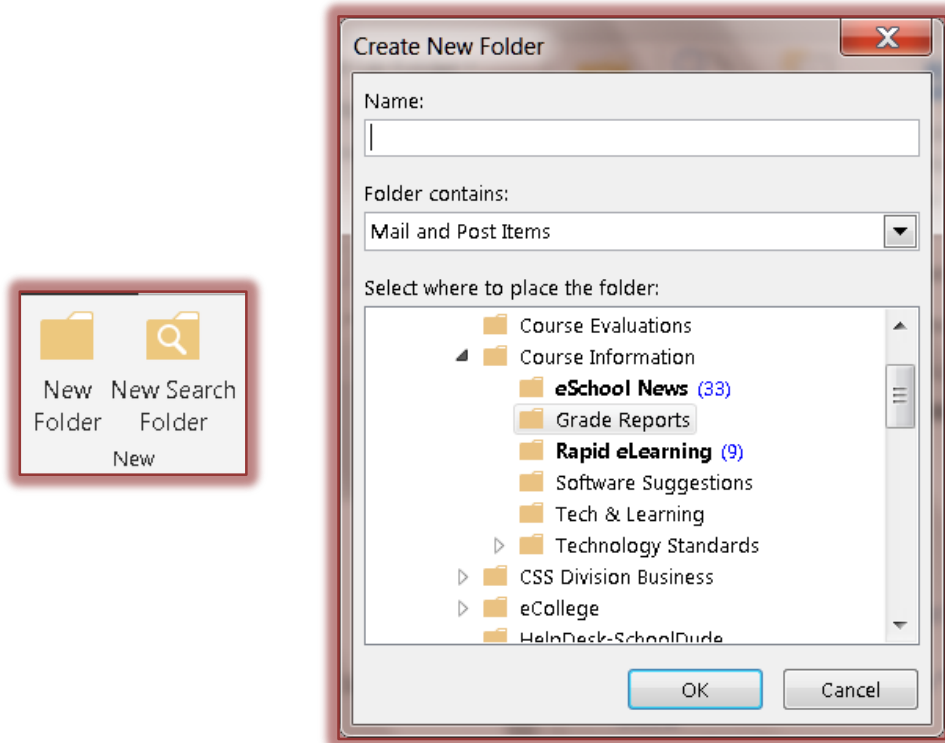 New Folder
New Search Folder
New
Create New Folder
Name:
Folder contains:
Mail and Post Items
Select where to place the folder:
Course Evaluations
Course Information
eSchool News (33)
Grade Reports
Rapid eLearning (9)
Software Suggestions
Tech & Learning
Technology Standards
CSS Division Business
eCollege
HelpDesk-SchoolDude
OK
Cancel